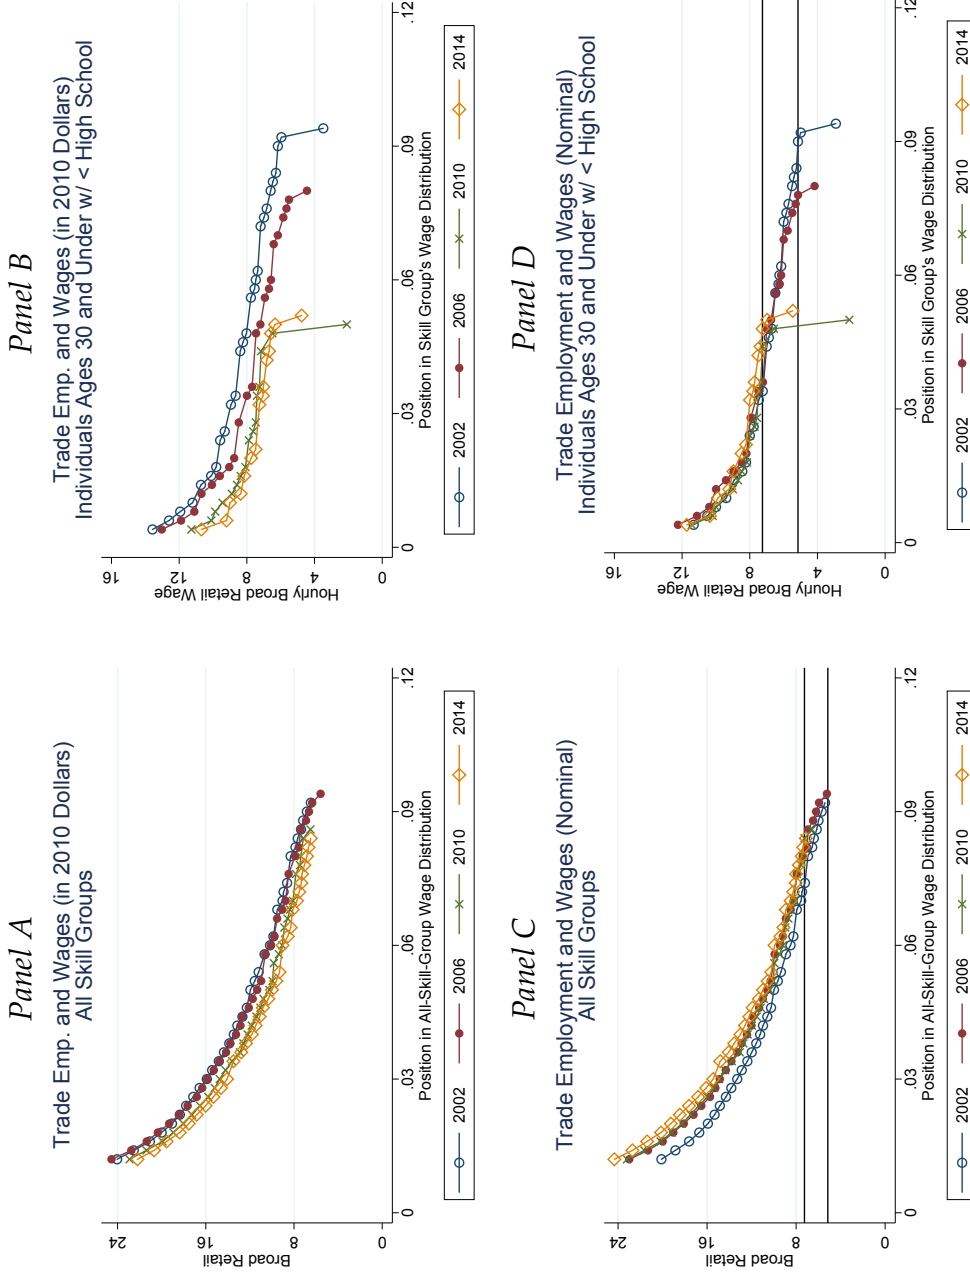 Panel A
Trade Emp. and Wages (in 2010 Dollars)
All Skill Groups
Broad Retail
24
16
8
0
0
.03
.06
.09
.12
Position in All-Skill-Group Wage Distribution
2002
2006
2010
2014
Panel B
Trade Emp. and Wages (in 2010 Dollars)
Individuals Ages 30 and Under w/ < High School
Hourly Broad Retail Wage
16
12
8
4
0
0
.03
.06
.09
.12
Position in Skill Group's Wage Distribution
2002
2006
2010
2014
Panel C
Trade Employment and Wages (Nominal)
All Skill Groups
Broad Retail
24
16
8
0
0
.03
.06
.09
.12
Position in All-Skill-Group Wage Distribution
2002
2006
2010
2014
Panel D
Trade Employment and Wages (Nominal)
Individuals Ages 30 and Under w/ < High School
Hourly Broad Retail Wage
16
12
8
4
0
0
.03
.06
.09
.12
Position in Skill Group's Wage Distribution
2002
2006
2010
2014